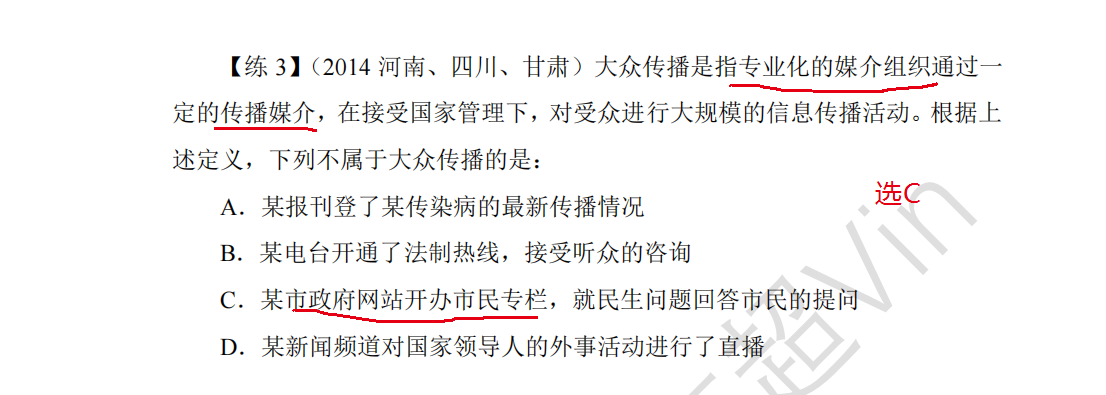 【练 3】(2014 河南、四川、甘肃)大众传播是指专业化的媒介组织通过一
定的传播媒介，在接受国家管理下，对受众进行大规模的信息传播活动。根据上
述定义，下列不属于大众传播的是：
选C
A．某报刊登了某传染病的最新传播情况
B．某电台开通了法制热线，接受听众的咨询
C．某市政府网站开办市民专栏，就民生问题回答市民的提问
D．某新闻频道对国家领导人的外事活动进行了直播
超Vin